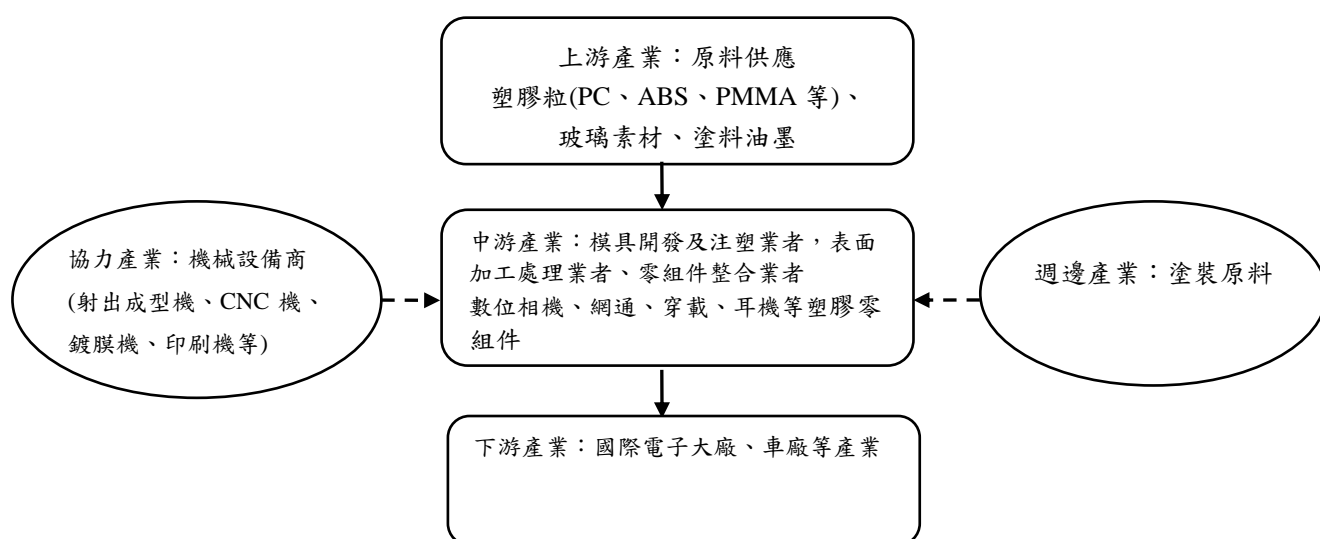 上游產業：原料供應
塑膠粒(PC、ABS、PMMA 等)、
玻璃素材、塗料油墨
協力產業：機械設備商
(射出成型機、CNC 機、
鍍膜機、印刷機等)
中游產業：模具開發及注塑業者，表面
加工處理業者、零組件整合業者
數位相機、網通、穿載、耳機等塑膠零
組件
週邊產業：塗裝原料
下游產業：國際電子大廠、車廠等產業